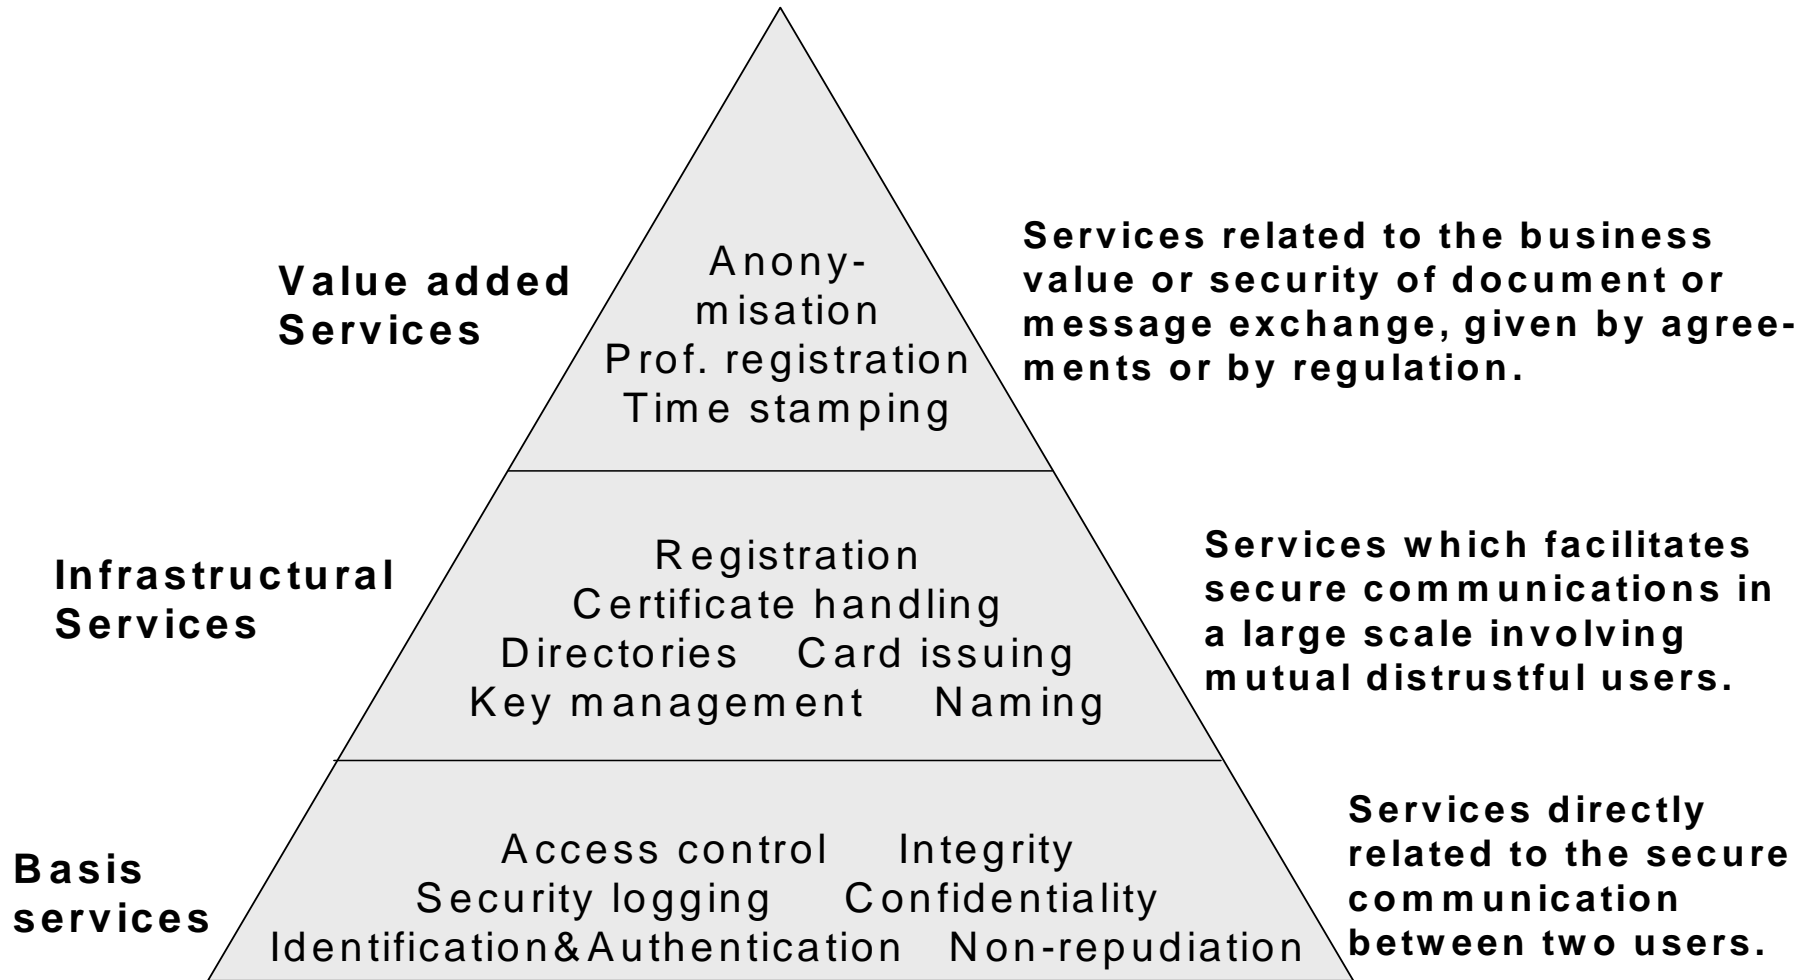 Value added
Services
Anony-
misation
Prof. registration
Time stamping
Services related to the business
value or security of document or
message exchange, given by agree-
ments or by regulation.
Infrastructural
Services
Registration
Certificate handling
Directories Card issuing
Key management Naming
Services which facilitates
secure communications in
a large scale involving
mutual distrustful users.
Basis
services
Access control Integrity
Security logging Confidentiality
Identification&Authentication Non-repudiation
Services directly
related to the secure
communication
between two users.